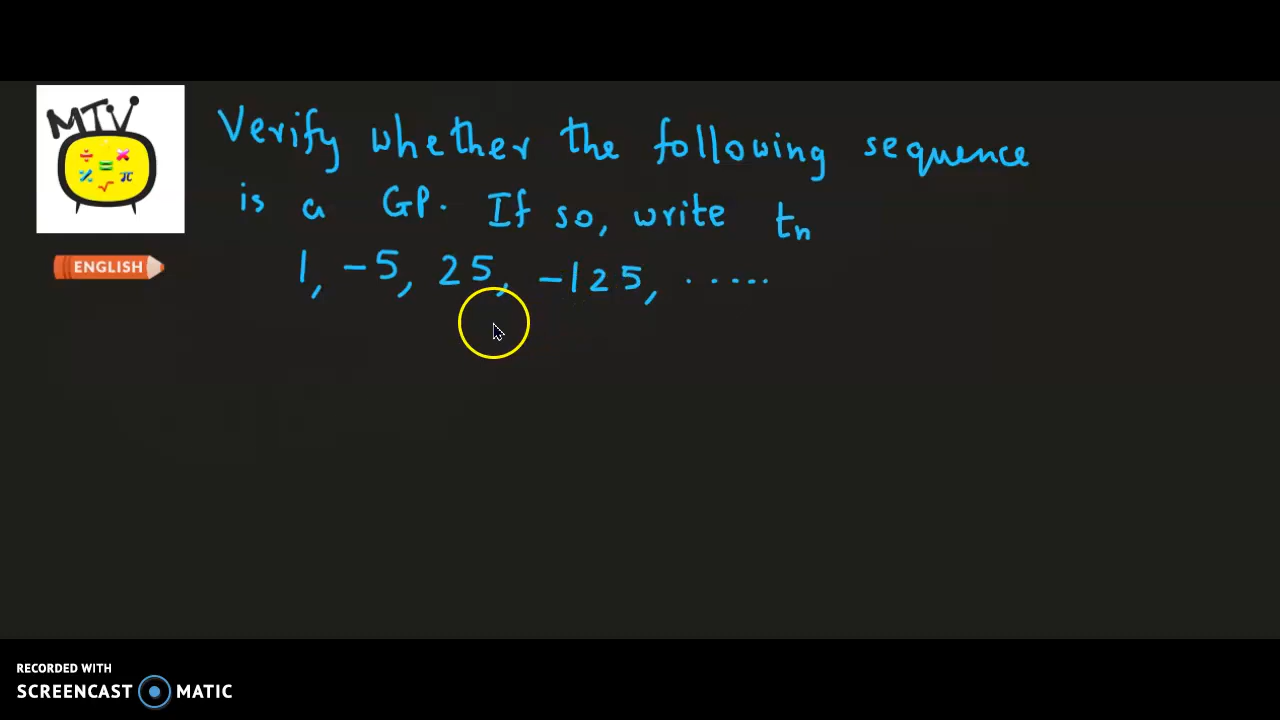 MTV
Verify whether the following sequence
is a GP. If so, write tn
ENGLISH
1, -5, 25, -125, .....
RECORDED WITH
SCREENCAST MATIC